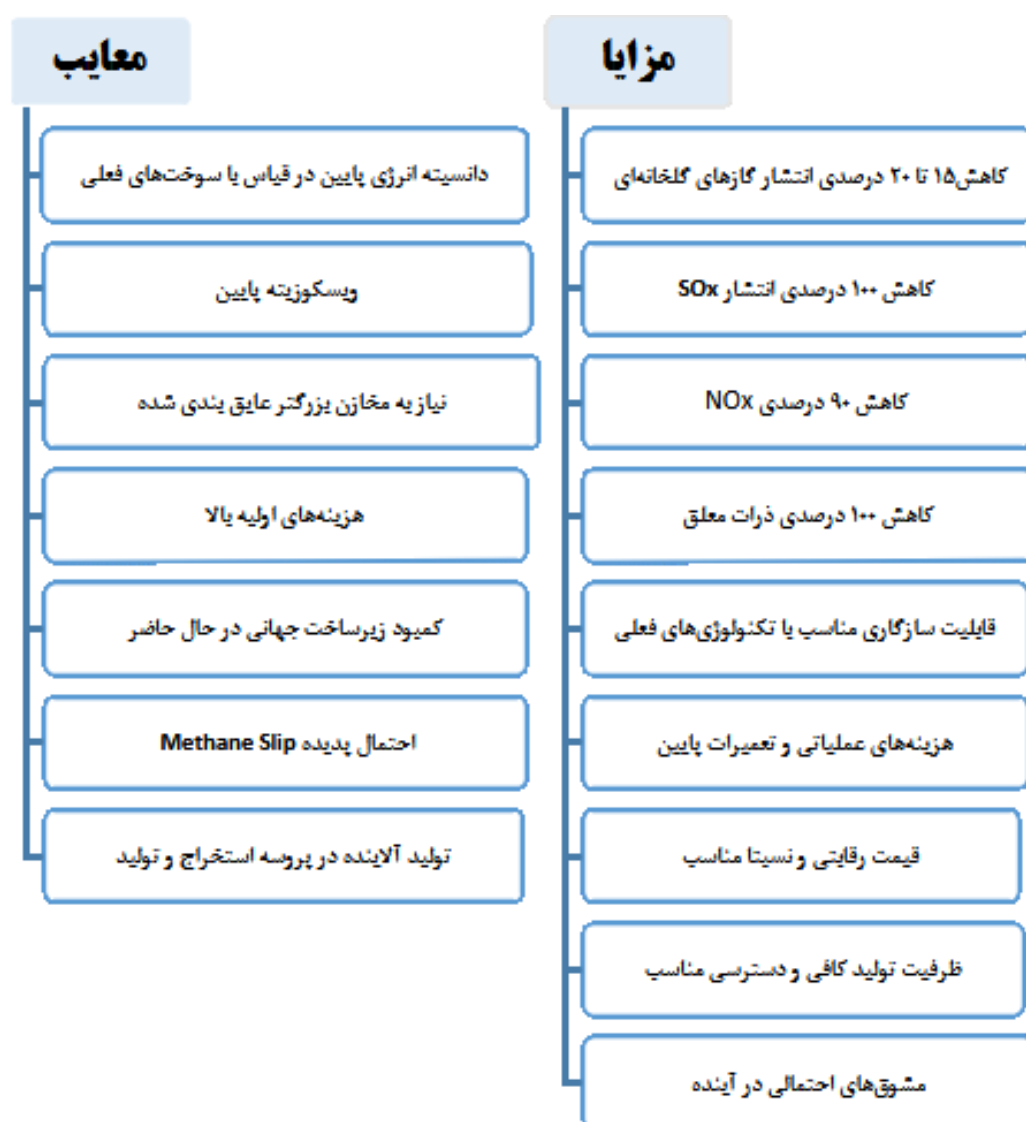 مزایا
کاهش۱۵ تا ۲۰ درصدی انتشار گازهای گلخانه‌ای
کاهش ۱۰۰ درصدی انتشار SOx
کاهش ۹۰ درصدی NOx
کاهش ۱۰۰ درصدی ذرات معلق
قابلیت سازگاری مناسب با تکنولوژی‌های فعلی
هزینه‌های عملیاتی و تعمیرات پایین
قیمت رقابتی و نسبتا مناسب
ظرفیت تولید کافی و دسترسی مناسب
مشوق‌های احتمالی در آینده
معایب
دانسیته انرژی پایین در قیاس با سوخت‌های فعلی
ویسکوزیته پایین
نیاز به مخازن بزرگتر عایق بندی شده
هزینه‌های اولیه بالا
کمبود زیرساخت جهانی در حال حاضر
احتمال پدیده Methane Slip
تولید آلاینده در پروسه استخراج و تولید